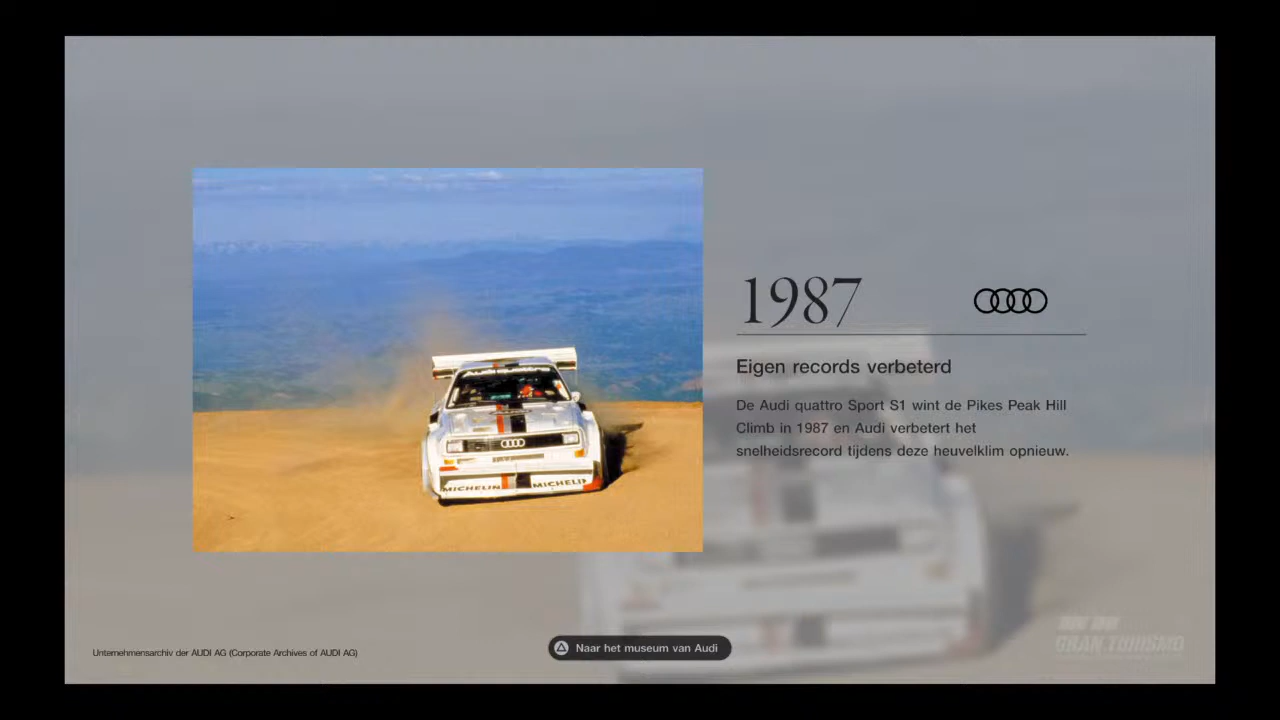 1987
Eigen records verbeterd
De Audi quattro Sport S1 wint de Pikes Peak Hill
Climb in 1987 en Audi verbetert het
snelheidsrecord tijdens deze heuvelklim opnieuw.
MICHELIN MICHELIN
Unternehmensarchiv der AUDI AG (Corporate Archives of AUDI AG)
Naar het museum van Audi
GRAN TURISMO